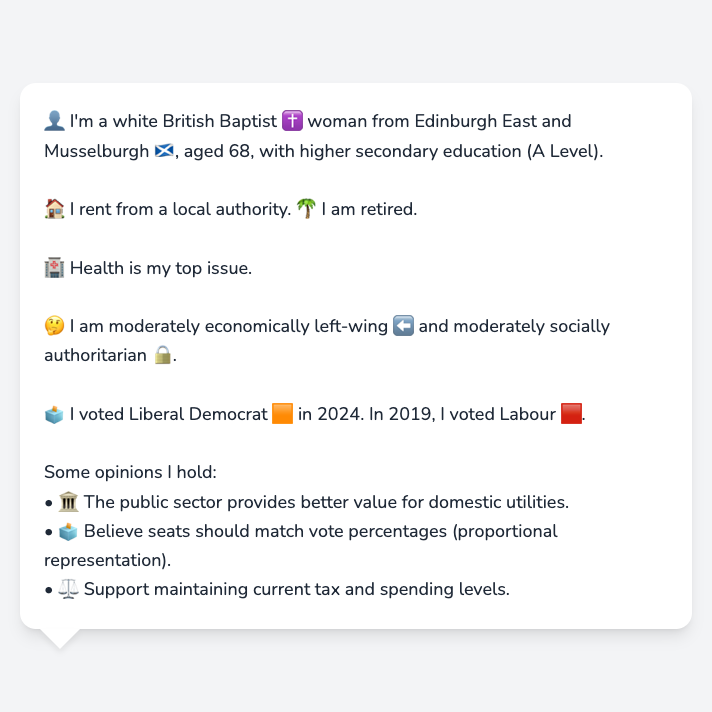 👤 I'm a white British Baptist ✝️ woman from Edinburgh East and
Musselburgh 🏴󠁧󠁢󠁳󠁣󠁴󠁿, aged 68, with higher secondary education (A Level).
🏠 I rent from a local authority. 🌴 I am retired.
🏥 Health is my top issue.
🤔 I am moderately economically left-wing ⬅️ and moderately socially
authoritarian 🔒.
🗳️ I voted Liberal Democrat 🟧 in 2024. In 2019, I voted Labour 🟥.
Some opinions I hold:
• 🏛️ The public sector provides better value for domestic utilities.
• 🗳️ Believe seats should match vote percentages (proportional
representation).
• ⚖️ Support maintaining current tax and spending levels.